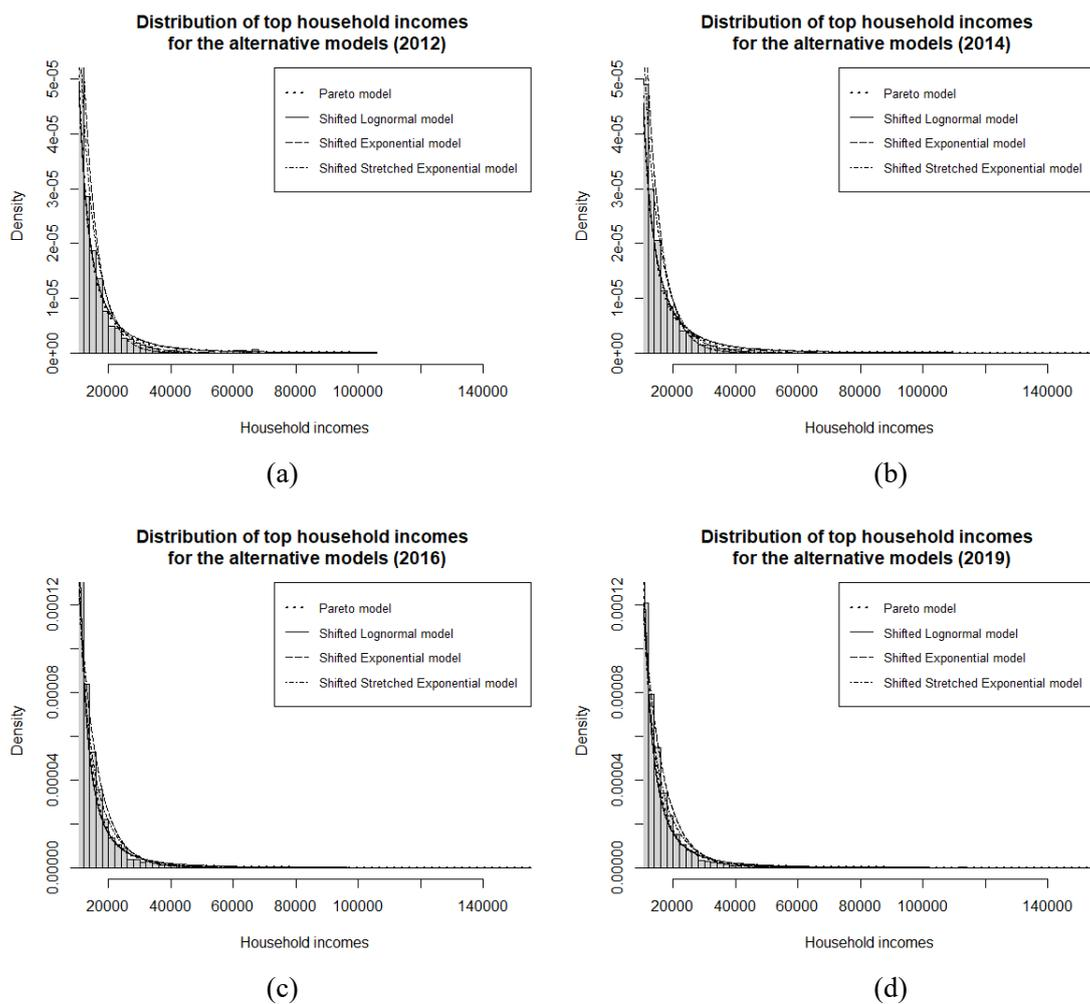 Distribution of top household incomes
for the alternative models (2012)
Pareto model
Shifted Lognormal model
Shifted Exponential model
Shifted Stretched Exponential model
Density
0e+00 1e-05 2e-05 3e-05 4e-05 5e-05
20000 40000 60000 80000 100000 140000
Household incomes
(a)
Distribution of top household incomes
for the alternative models (2014)
Pareto model
Shifted Lognormal model
Shifted Exponential model
Shifted Stretched Exponential model
Density
0e+00 1e-05 2e-05 3e-05 4e-05 5e-05
20000 40000 60000 80000 100000 140000
Household incomes
(b)
Distribution of top household incomes
for the alternative models (2016)
Pareto model
Shifted Lognormal model
Shifted Exponential model
Shifted Stretched Exponential model
Density
0.00000 0.00004 0.00008 0.00012
20000 40000 60000 80000 100000 140000
Household incomes
(c)
Distribution of top household incomes
for the alternative models (2019)
Pareto model
Shifted Lognormal model
Shifted Exponential model
Shifted Stretched Exponential model
Density
0.00000 0.00004 0.00008 0.00012
20000 40000 60000 80000 100000 140000
Household incomes
(d)